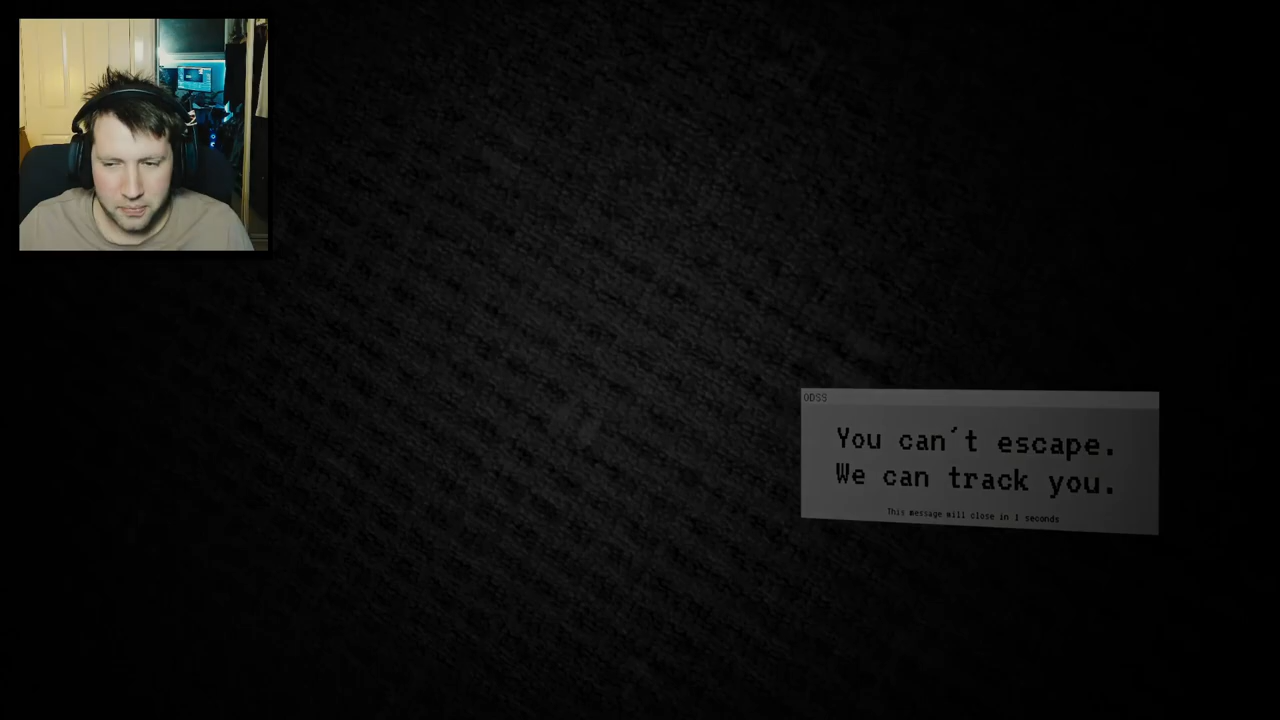 ODSS
You can´t escape.
We can track you.
This message will close in 1 seconds